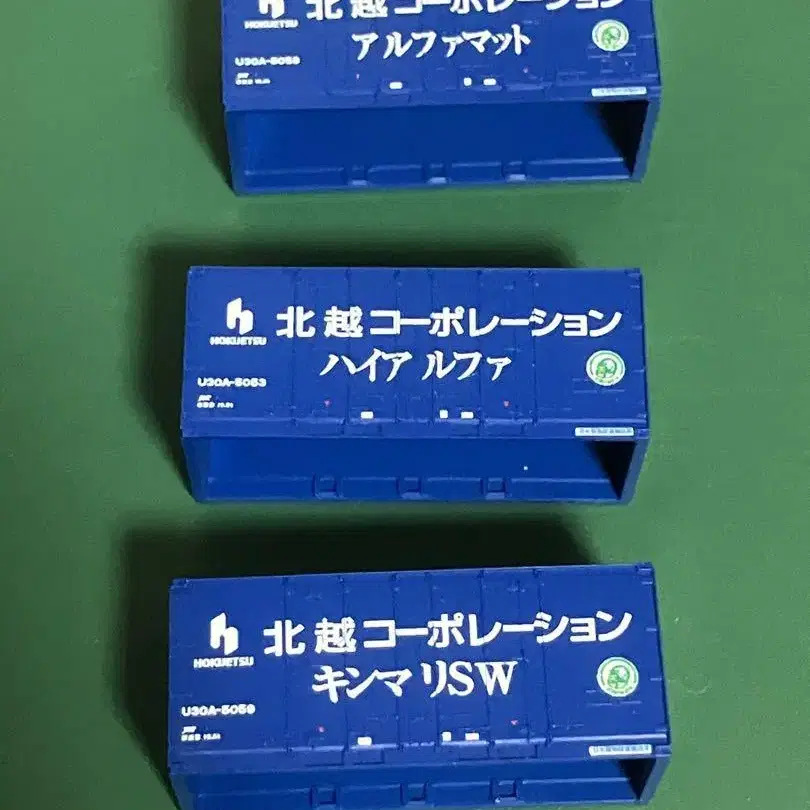 北越コーポレーション
HOKUETSU
アルファマット
U30A-5058
北越コーポレーション
HOKUETSU
ハイアルファ
U30A-5053
北越コーポレーション
HOKUETSU
キンマリSW
U30A-5059